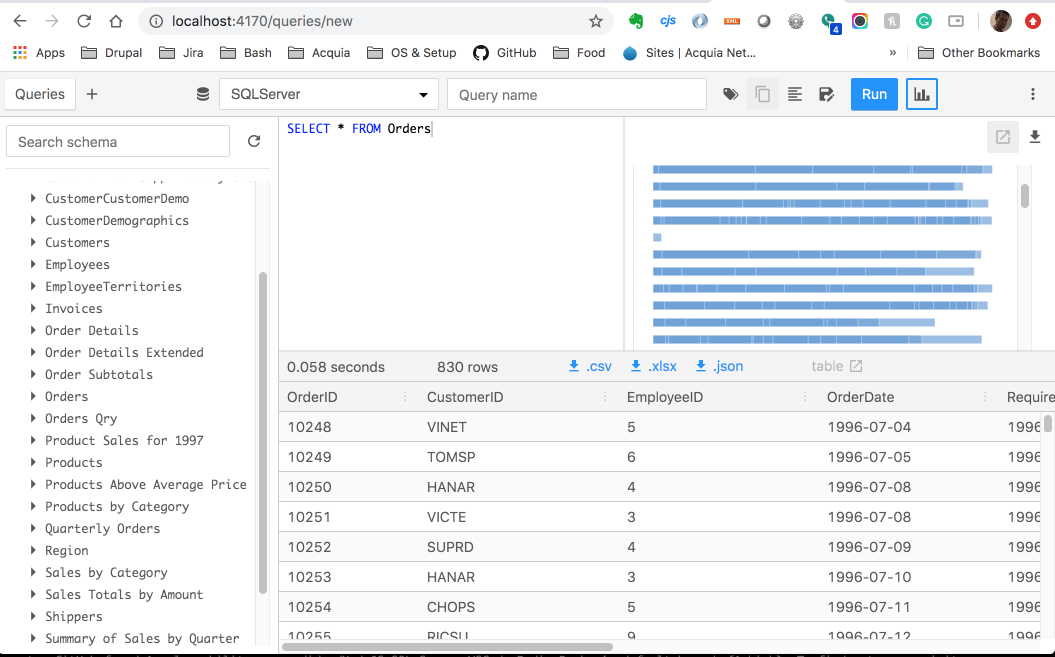 localhost:4170/queries/new
cjs XML 4
Apps Drupal Jira Bash Acquia OS & Setup GitHub Food Sites | Acquia Net... » Other Bookmarks
Queries + SQLServer Query name Run
Search schema
SELECT * FROM Orders
CustomerCustomerDemo
CustomerDemographics
Customers
Employees
EmployeeTerritories
Invoices
Order Details
Order Details Extended
Order Subtotals
Orders
Orders Qry
Product Sales for 1997
Products
Products Above Average Price
Products by Category
Quarterly Orders
Region
Sales by Category
Sales Totals by Amount
Shippers
Summary of Sales by Quarter
0.058 seconds 830 rows .csv .xlsx .json table
OrderID CustomerID EmployeeID OrderDate Require
10248 VINET 5 1996-07-04 1996
10249 TOMSP 6 1996-07-05 1996
10250 HANAR 4 1996-07-08 1996
10251 VICTE 3 1996-07-08 1996
10252 SUPRD 4 1996-07-09 1996
10253 HANAR 3 1996-07-10 1996
10254 CHOPS 5 1996-07-11 1996
10255 RICSU 9 1996-07-12 1996